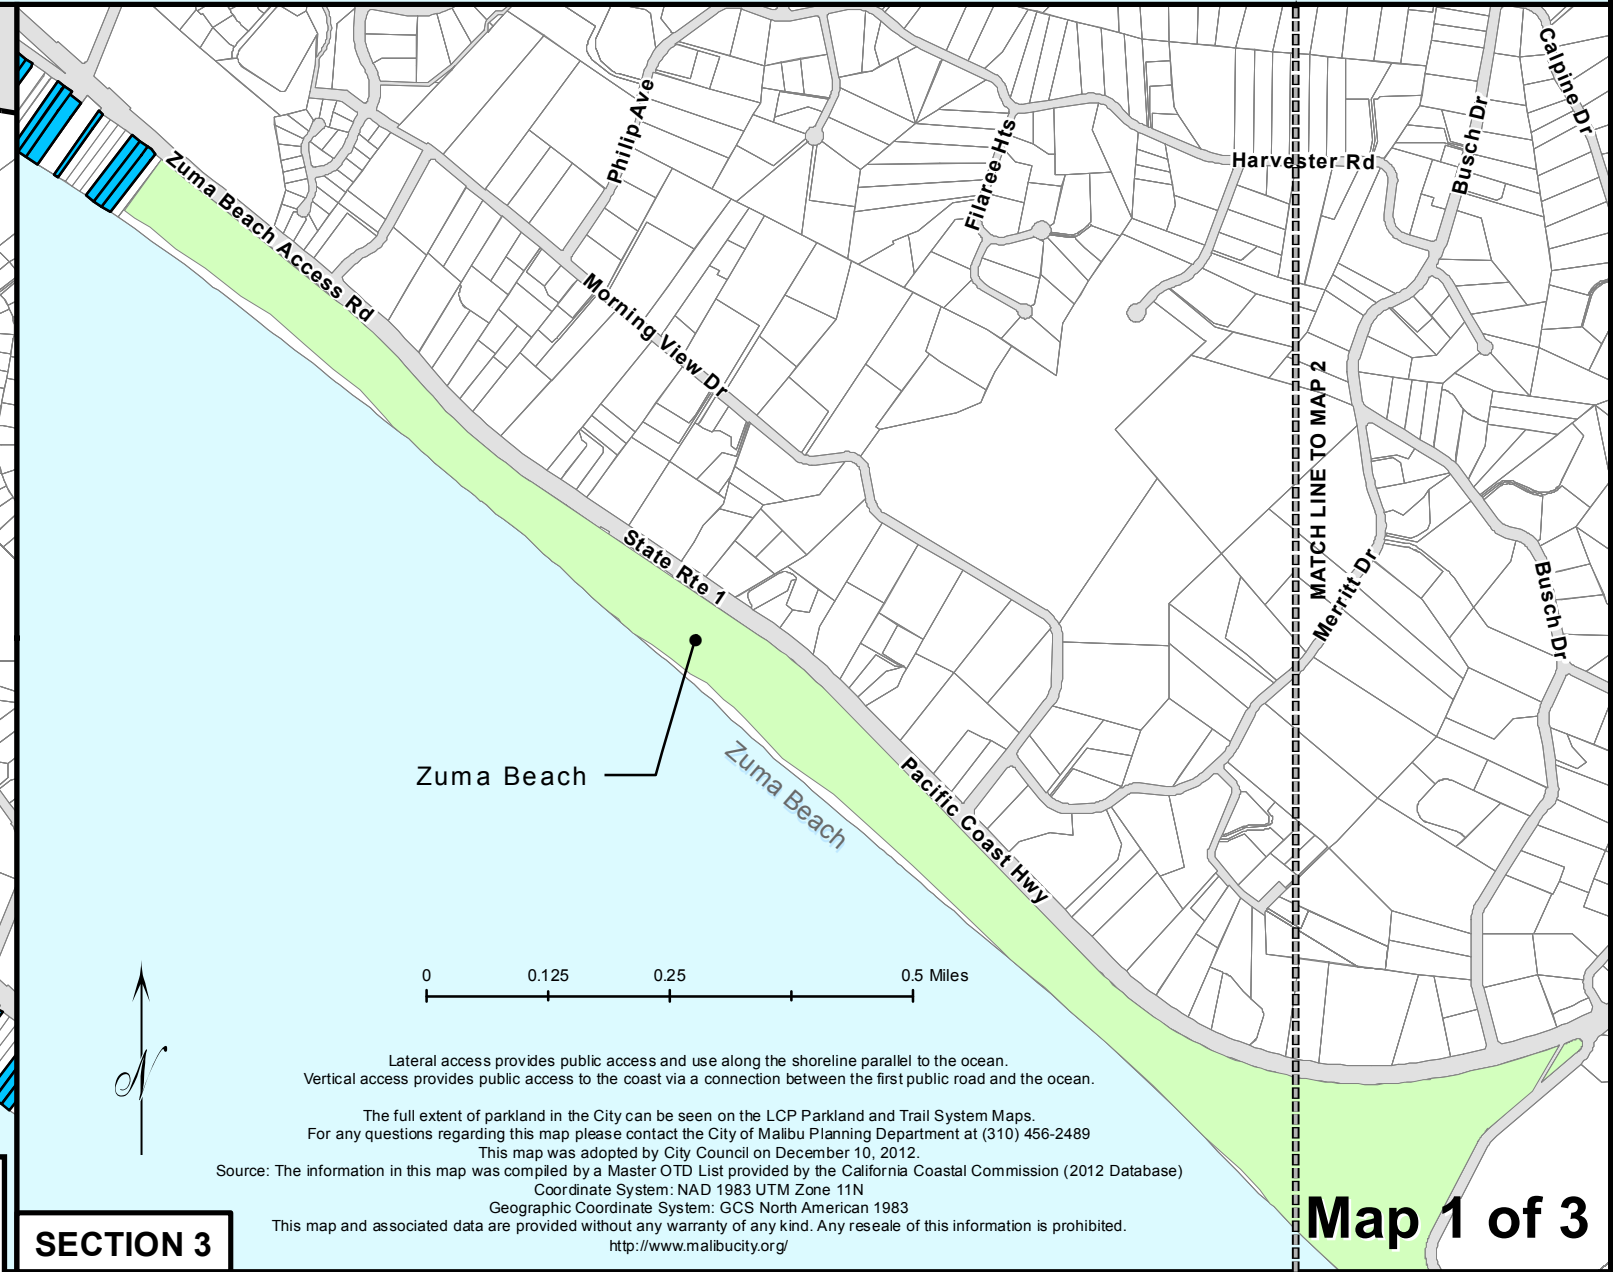 Calpine Dr
Philip Ave
Busch Dr
Filaree Hts
Harvester Rd
Zuma Beach Access Rd
Morning View Dr
MATCH LINE TO MAP 2
State Rte 1
Merritt Dr
Busch Dr
Zuma Beach
Zuma Beach
Pacific Coast Hwy
0 0.125 0.25 0.5 Miles
N
Lateral access provides public access and use along the shoreline parallel to the ocean.
Vertical access provides public access to the coast via a connection between the first public road and the ocean.
The full extent of parkland in the City can be seen on the LCP Parkland and Trail System Maps.
For any questions regarding this map please contact the City of Malibu Planning Department at (310) 456-2489
This map was adopted by City Council on December 10, 2012.
Source: The information in this map was compiled by a Master OTD List provided by the California Coastal Commission (2012 Database)
Coordinate System: NAD 1983 UTM Zone 11N
Geographic Coordinate System: GCS North American 1983
This map and associated data are provided without any warranty of any kind. Any reseale of this information is prohibited.
http://www.malibucity.org/
SECTION 3
Map 1 of 3